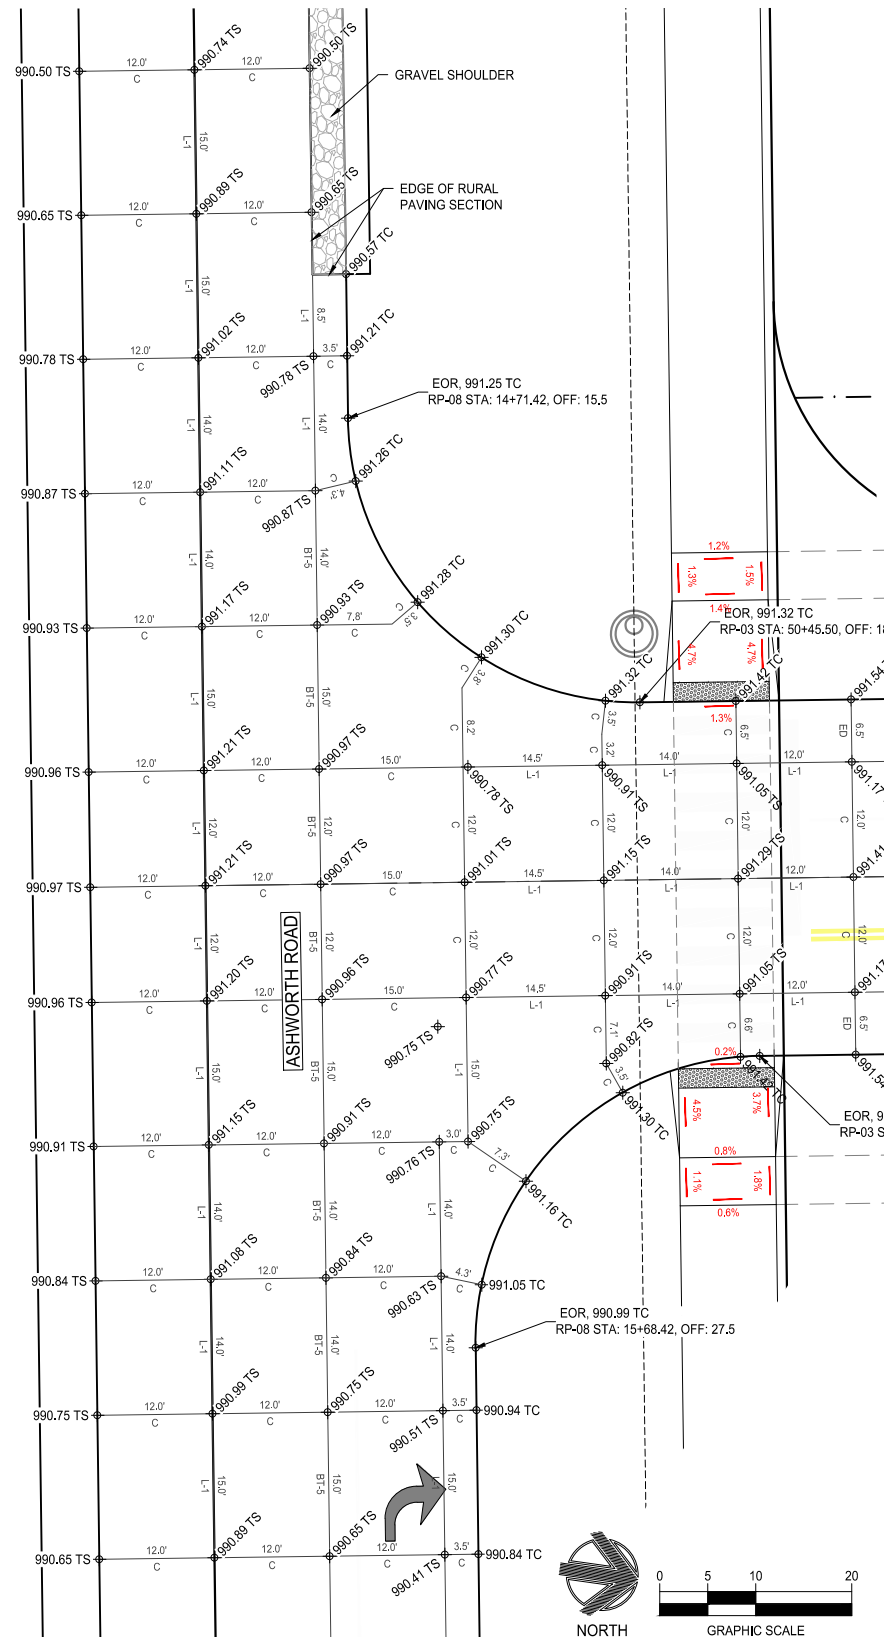 990.50 TS
12.0'
C
990.74 TS
12.0'
C
990.50 TS
GRAVEL SHOULDER
L-1
15.0'
EDGE OF RURAL
PAVING SECTION
990.65 TS
12.0'
C
990.89 TS
12.0'
C
990.65 TS
990.57 TC
L-1
15.0'
L-1
8.5'
990.78 TS
12.0'
C
991.02 TS
12.0'
C
990.78 TS
3.5'
C
991.21 TC
EOR, 991.25 TC
RP-08 STA: 14+71.42, OFF: 15.5
L-1
14.0'
L-1
14.0'
990.87 TS
12.0'
C
991.11 TS
12.0'
C
990.87 TS
C
4.3'
991.26 TC
L-1
14.0'
BT-5
14.0'
1.2%
1.3%
1.5%
1.4%
990.93 TS
12.0'
C
991.17 TS
12.0'
C
990.93 TS
7.8'
C
C
3.5'
991.28 TC
EOR, 991.32 TC
RP-03 STA: 50+45.50, OFF: 18
4.7%
4.7%
991.30 TC
C
3.8'
L-1
15.0'
BT-5
15.0'
C
8.2'
991.32 TC
991.42 TC
991.54
1.3%
C
3.5'
C
3.2'
C
6.5'
ED
6.5'
990.96 TS
12.0'
C
991.21 TS
12.0'
C
990.97 TS
15.0'
C
990.78 TS
14.5'
L-1
990.91 TS
14.0'
L-1
991.05 TS
12.0'
L-1
991.17
L-1
12.0'
BT-5
12.0'
C
12.0'
C
12.0'
C
12.0'
C
12.0'
990.97 TS
12.0'
C
991.21 TS
12.0'
C
990.97 TS
15.0'
C
991.01 TS
14.5'
L-1
991.15 TS
14.0'
L-1
991.29 TS
12.0'
L-1
991.41
ASHWORTH ROAD
L-1
12.0'
BT-5
12.0'
C
12.0'
C
12.0'
C
12.0'
C
12.0'
990.96 TS
12.0'
C
991.20 TS
12.0'
C
990.96 TS
15.0'
C
990.77 TS
14.5'
L-1
990.91 TS
14.0'
L-1
991.05 TS
12.0'
L-1
991.17
990.75 TS
L-1
15.0'
BT-5
15.0'
L-1
15.0'
C
7.1'
990.82 TS
C
6.6'
ED
6.5'
0.2%
991.54
C
3.5'
991.30 TC
4.5%
3.7%
EOR, 9
RP-03 S
990.91 TS
12.0'
C
991.15 TS
12.0'
C
990.91 TS
12.0'
C
990.76 TS
3.0'
C
990.75 TS
7.3'
C
991.16 TC
0.8%
1.1%
1.8%
0.6%
L-1
14.0'
BT-5
14.0'
L-1
14.0'
990.84 TS
12.0'
C
991.08 TS
12.0'
C
990.84 TS
12.0'
C
990.63 TS
4.3'
C
991.05 TC
EOR, 990.99 TC
RP-08 STA: 15+68.42, OFF: 27.5
L-1
14.0'
BT-5
14.0'
L-1
14.0'
990.75 TS
12.0'
C
990.99 TS
12.0'
C
990.75 TS
12.0'
C
990.51 TS
3.5'
C
990.94 TC
L-1
15.0'
BT-5
15.0'
L-1
15.0'
990.65 TS
12.0'
C
990.89 TS
12.0'
C
990.65 TS
12.0'
C
990.41 TS
3.5'
C
990.84 TC
NORTH
0
5
10
20
GRAPHIC SCALE